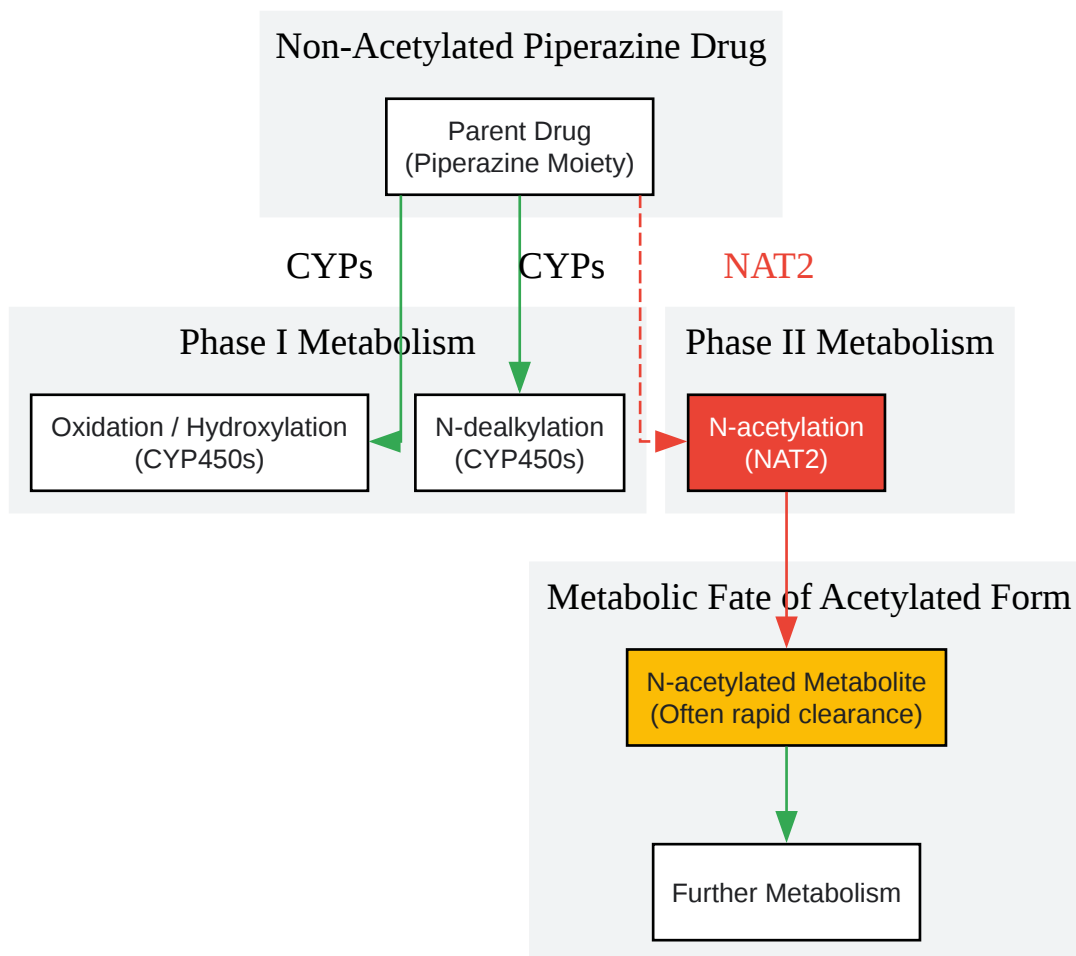 Non-Acetylated Piperazine Drug
Parent Drug
(Piperazine Moiety)
CYPs
CYPs
NAT2
Phase I Metabolism
Phase II Metabolism
Oxidation / Hydroxylation
(CYP450s)
N-dealkylation
(CYP450s)
N-acetylation
(NAT2)
Metabolic Fate of Acetylated Form
N-acetylated Metabolite
(Often rapid clearance)
Further Metabolism